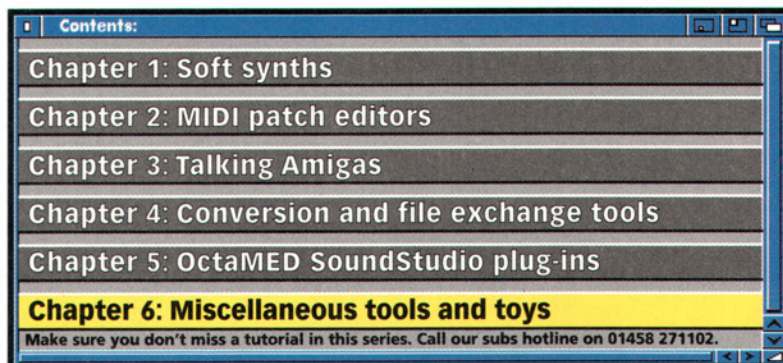 Contents:
Chapter 1: Soft synths
Chapter 2: MIDI patch editors
Chapter 3: Talking Amigas
Chapter 4: Conversion and file exchange tools
Chapter 5: OctaMED SoundStudio plug-ins
Chapter 6: Miscellaneous tools and toys
Make sure you don't miss a tutorial in this series. Call our subs hotline on 01458 271102.